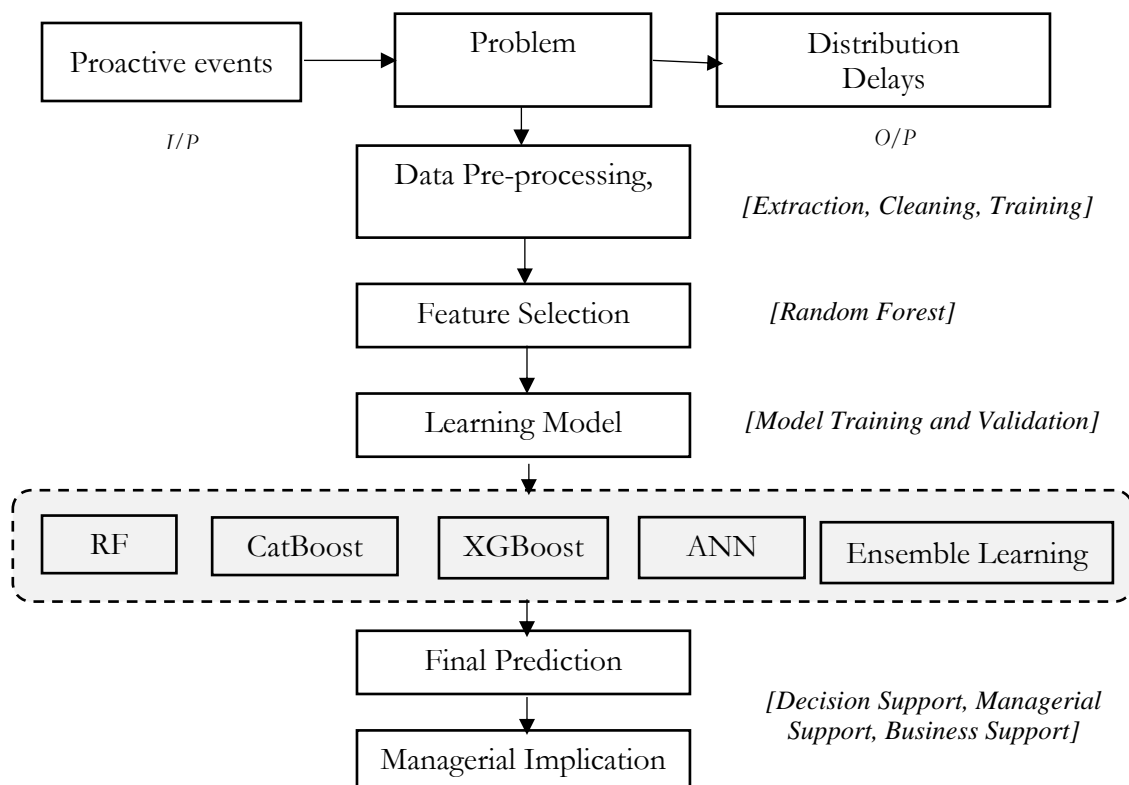 Proactive events
Problem
Distribution
Delays
I/P
O/P
Data Pre-processing,
[Extraction, Cleaning, Training]
Feature Selection
[Random Forest]
Learning Model
[Model Training and Validation]
RF
CatBoost
XGBoost
ANN
Ensemble Learning
Final Prediction
[Decision Support, Managerial
Support, Business Support]
Managerial Implication